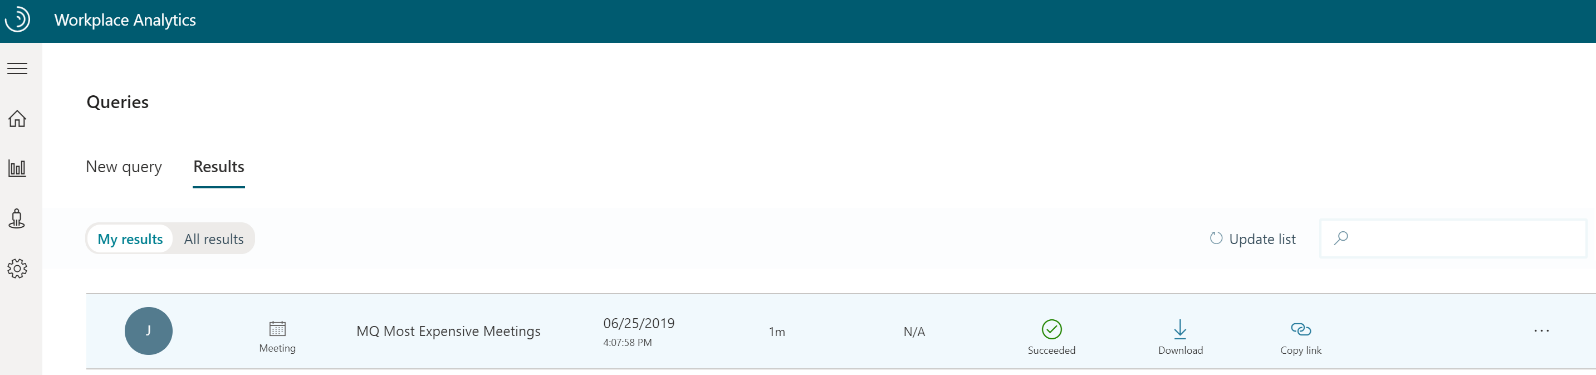 Workplace Analytics
Queries
New query Results
My results All results Update list
J Meeting MQ Most Expensive Meetings 06/25/2019 4:07:58 PM 1m N/A Succeeded Download Copy link ...